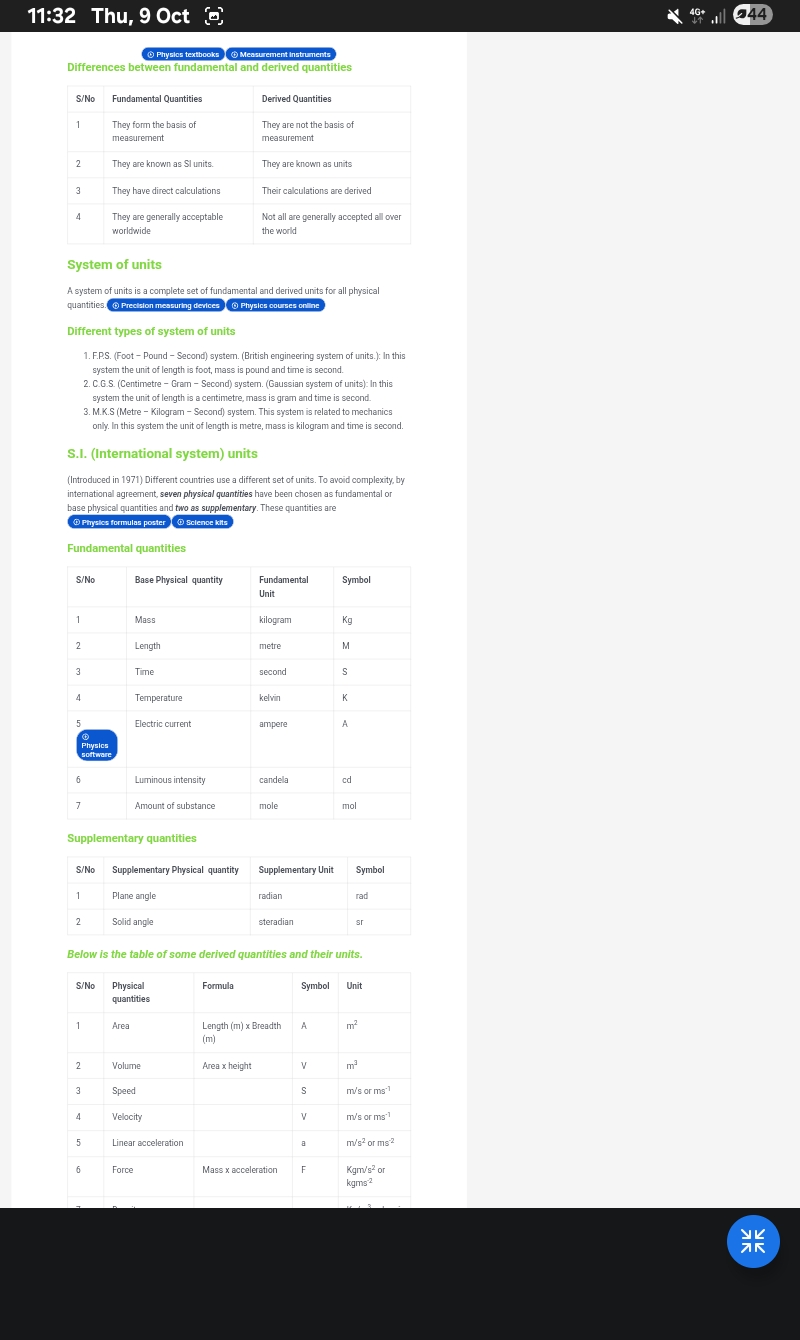 11:32 Thu, 9 Oct 4G+ 44
Physics textbooks Measurement instruments
Differences between fundamental and derived quantities
S/No Fundamental Quantities Derived Quantities
1 They form the basis of measurement They are not the basis of measurement
2 They are known as SI units. They are known as units
3 They have direct calculations Their calculations are derived
4 They are generally acceptable worldwide Not all are generally accepted all over the world
System of units
A system of units is a complete set of fundamental and derived units for all physical
quantities. Precision measuring devices Physics courses online
Different types of system of units
1. F.P.S. (Foot – Pound – Second) system. (British engineering system of units.): In this
system the unit of length is foot, mass is pound and time is second.
2. C.G.S. (Centimetre – Gram – Second) system. (Gaussian system of units): In this
system the unit of length is a centimetre, mass is gram and time is second.
3. M.K.S (Metre – Kilogram – Second) system. This system is related to mechanics
only. In this system the unit of length is metre, mass is kilogram and time is second.
S.I. (International system) units
(Introduced in 1971) Different countries use a different set of units. To avoid complexity, by
international agreement, seven physical quantities have been chosen as fundamental or
base physical quantities and two as supplementary. These quantities are
Physics formulas poster Science kits
Fundamental quantities
S/No Base Physical quantity Fundamental Unit Symbol
1 Mass kilogram Kg
2 Length metre M
3 Time second S
4 Temperature kelvin K
5 Electric current ampere A
Physics software
6 Luminous intensity candela cd
7 Amount of substance mole mol
Supplementary quantities
S/No Supplementary Physical quantity Supplementary Unit Symbol
1 Plane angle radian rad
2 Solid angle steradian sr
Below is the table of some derived quantities and their units.
S/No Physical quantities Formula Symbol Unit
1 Area Length (m) x Breadth (m) A m²
2 Volume Area x height V m³
3 Speed S m/s or ms⁻¹
4 Velocity V m/s or ms⁻¹
5 Linear acceleration a m/s² or ms⁻²
6 Force Mass x acceleration F Kgm/s² or kgms⁻²